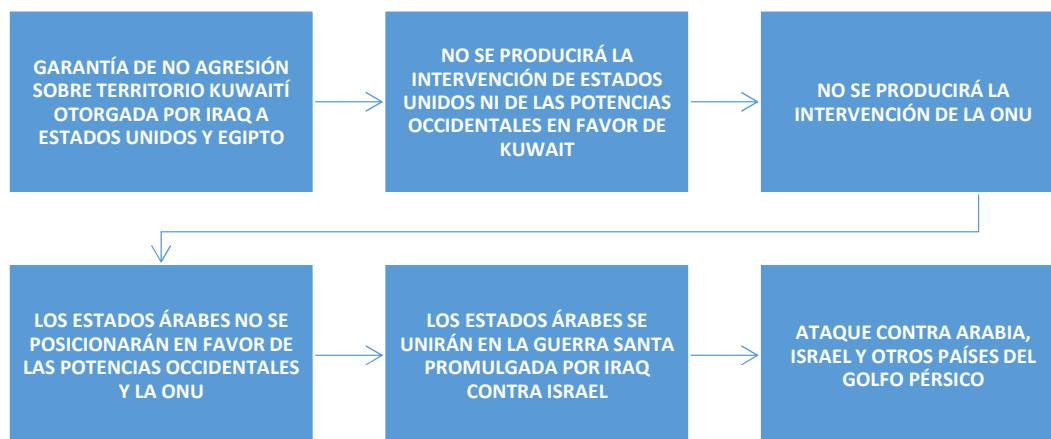 GARANTÍA DE NO AGRESIÓN
SOBRE TERRITORIO KUWAITÍ
OTORGADA POR IRAQ A
ESTADOS UNIDOS Y EGIPTO
NO SE PRODUCIRÁ LA
INTERVENCIÓN DE ESTADOS
UNIDOS NI DE LAS POTENCIAS
OCCIDENTALES EN FAVOR DE
KUWAIT
NO SE PRODUCIRÁ LA
INTERVENCIÓN DE LA ONU
LOS ESTADOS ÁRABES NO SE
POSICIONARÁN EN FAVOR DE
LAS POTENCIAS OCCIDENTALES
Y LA ONU
LOS ESTADOS ÁRABES SE
UNIRÁN EN LA GUERRA SANTA
PROMULGADA POR IRAQ
CONTRA ISRAEL
ATAQUE CONTRA ARABIA,
ISRAEL Y OTROS PAÍSES DEL
GOLFO PÉRSICO